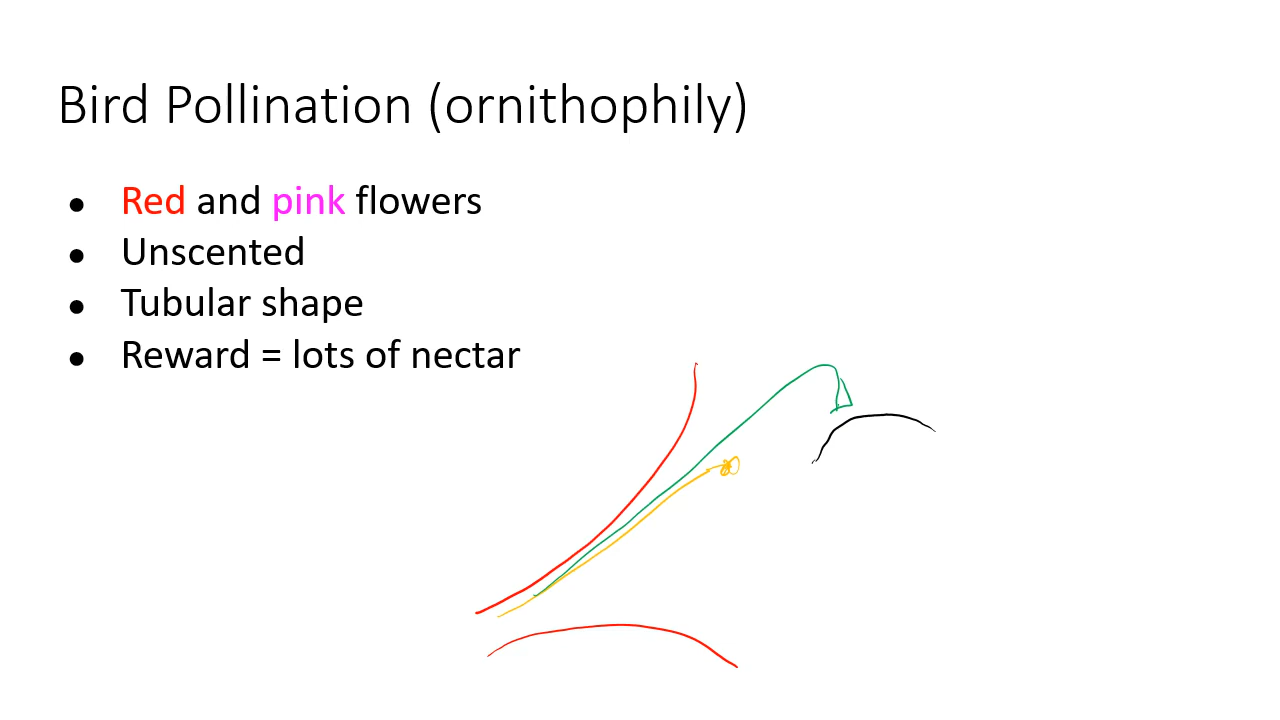 Bird Pollination (ornithophily)
● Red and pink flowers
● Unscented
● Tubular shape
● Reward = lots of nectar